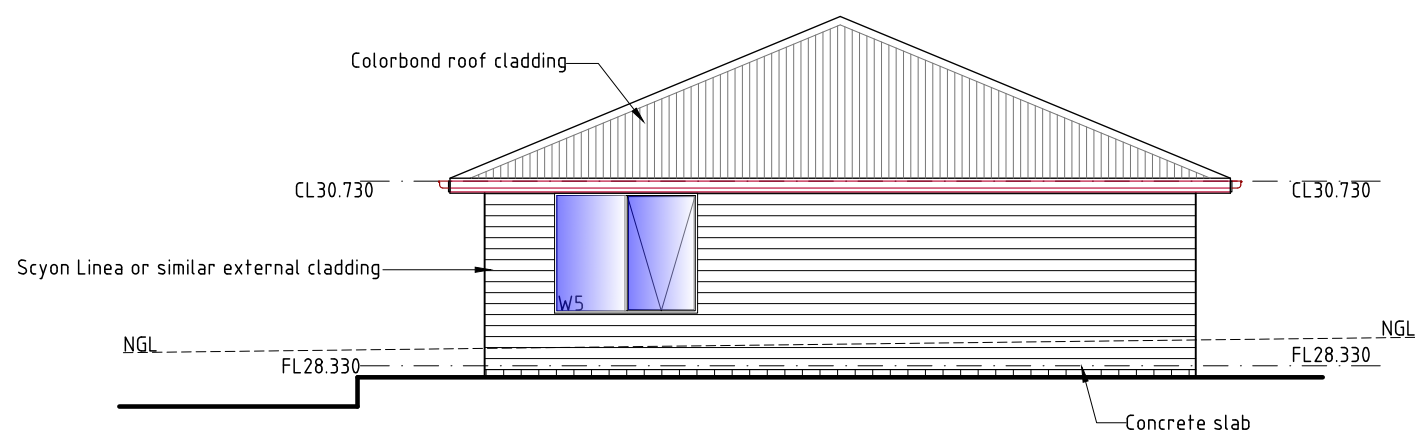 Colorbond roof cladding
CL30.730
CL30.730
Scyon Linea or similar external cladding
W5
NGL
NGL
FL28.330
FL28.330
Concrete slab